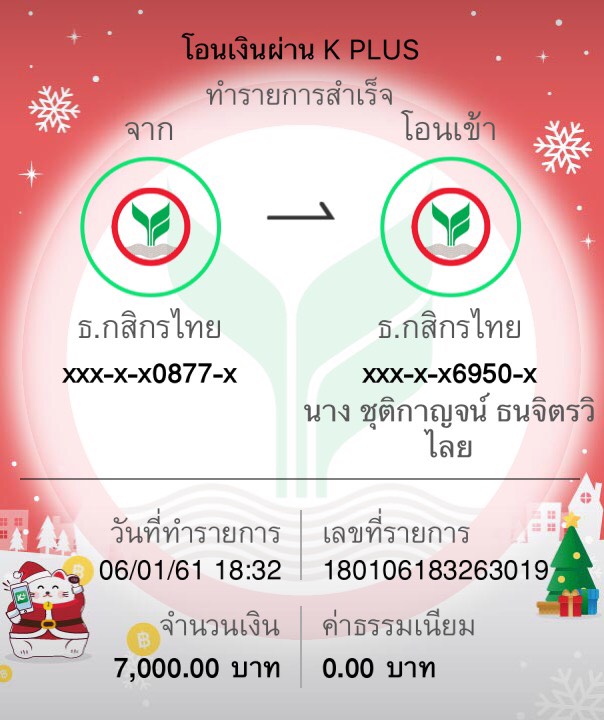 โอนเงินผ่าน K PLUS
ทำรายการสำเร็จ
จาก
โอนเข้า
ธ.กสิกรไทย
ธ.กสิกรไทย
xxx-x-x0877-x
xxx-x-x6950-x
นาง ชุติกาญจน์ ธนจิตรวิ
ไลย
วันที่ทำรายการ
เลขที่รายการ
06/01/61 18:32
180106183263019
จำนวนเงิน
ค่าธรรมเนียม
7,000.00 บาท
0.00 บาท